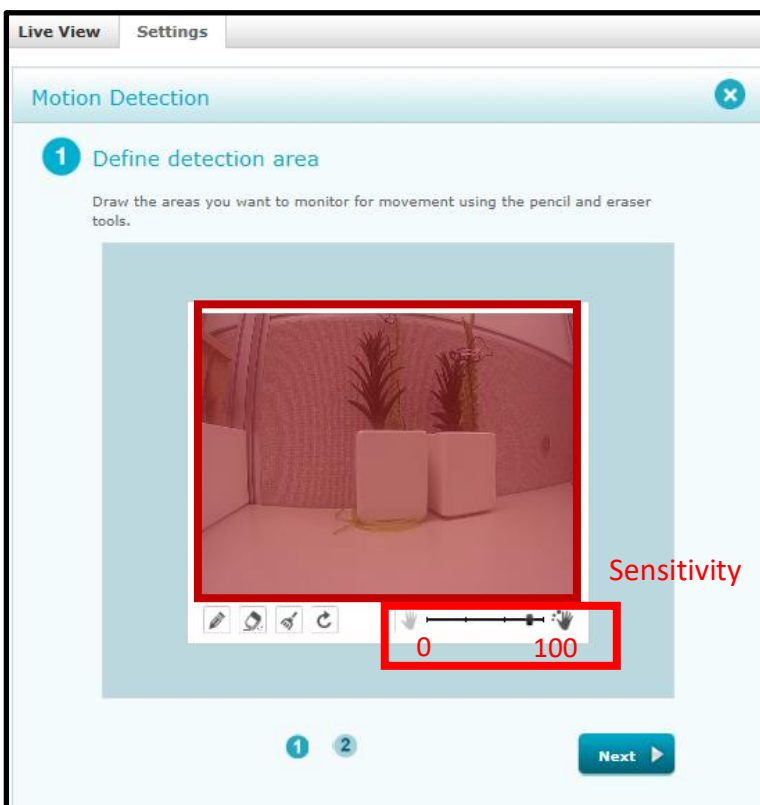 Live View Settings
Motion Detection
1 Define detection area
Draw the areas you want to monitor for movement using the pencil and eraser
tools.
Sensitivity
0 100
1 2
Next